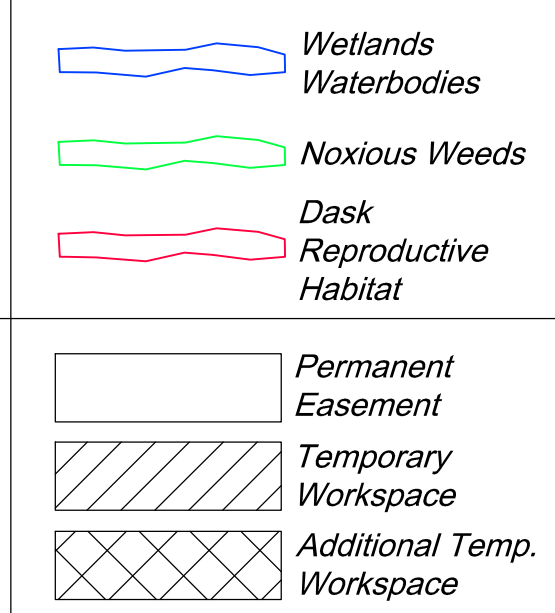 Wetlands
Waterbodies
Noxious Weeds
Dask
Reproductive
Habitat
Permanent
Easement
Temporary
Workspace
Additional Temp.
Workspace